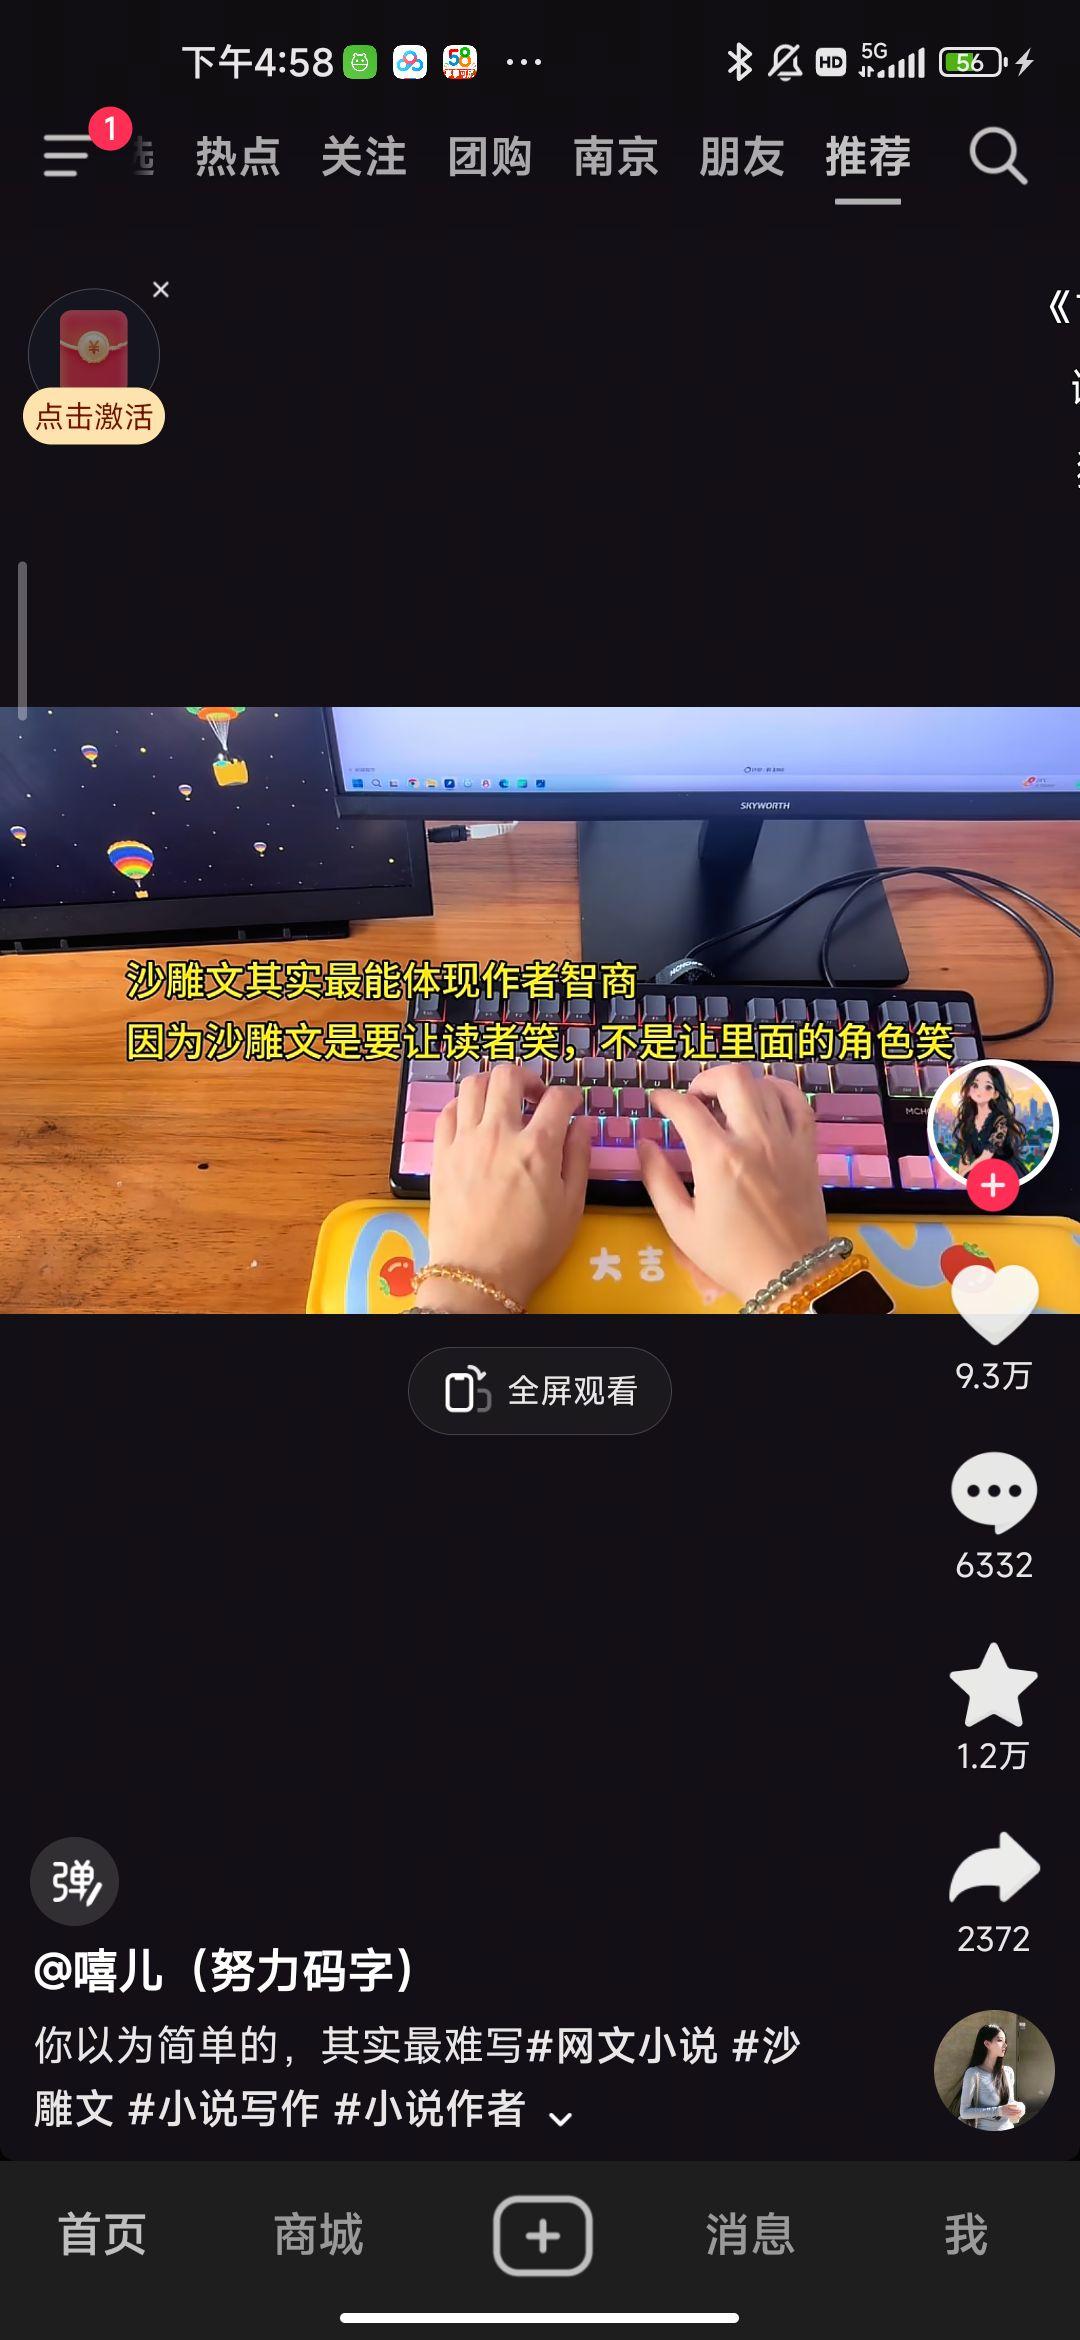 下午4:58
HD
5G
56
1
热点
关注
团购
南京
朋友
推荐
《
点击激活
SKYWORTH
沙雕文其实最能体现作者智商
因为沙雕文是要让读者笑，不是让里面的角色笑
大吉
全屏观看
9.3万
6332
1.2万
2372
弹
@嘻儿（努力码字）
你以为简单的，其实最难写#网文小说 #沙
雕文 #小说写作 #小说作者
首页
商城
消息
我